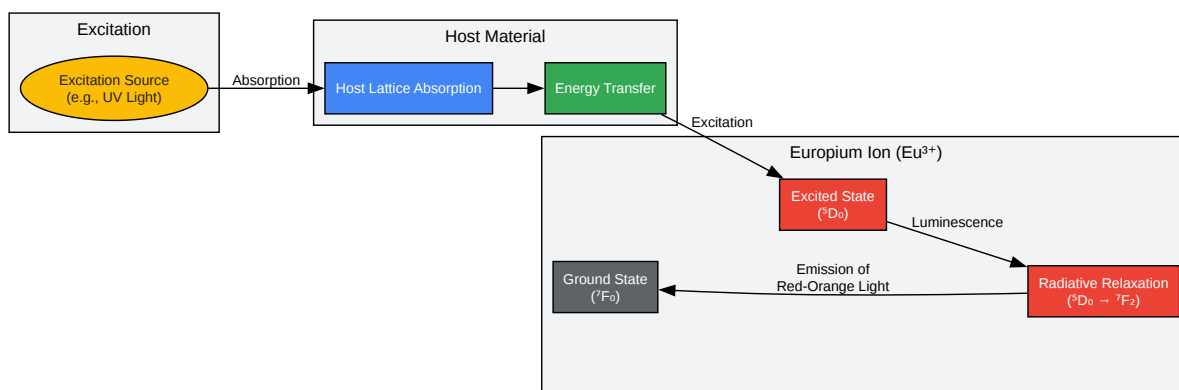 Excitation
Excitation Source
(e.g., UV Light)
Absorption
Host Material
Host Lattice Absorption
Energy Transfer
Excitation
Europium Ion (Eu³⁺)
Excited State
(⁵D₀)
Luminescence
Radiative Relaxation
(⁵D₀ → ⁷F₂)
Emission of
Red-Orange Light
Ground State
(⁷F₀)